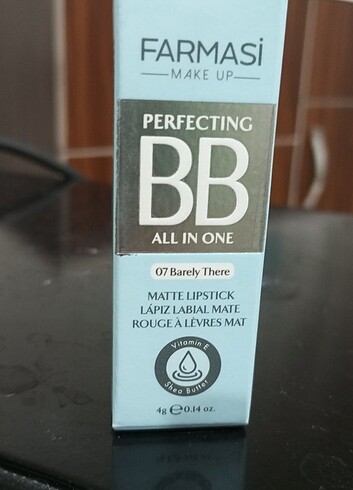 FARMASi
MAKE UP
PERFECTING
BB
ALL IN ONE
07 Barely There
MATTE LIPSTICK
LÁPIZ LABIAL MATE
ROUGE À LÈVRES MAT
Vitamin E
Shea Butter
4g ℮ 0.14 oz.